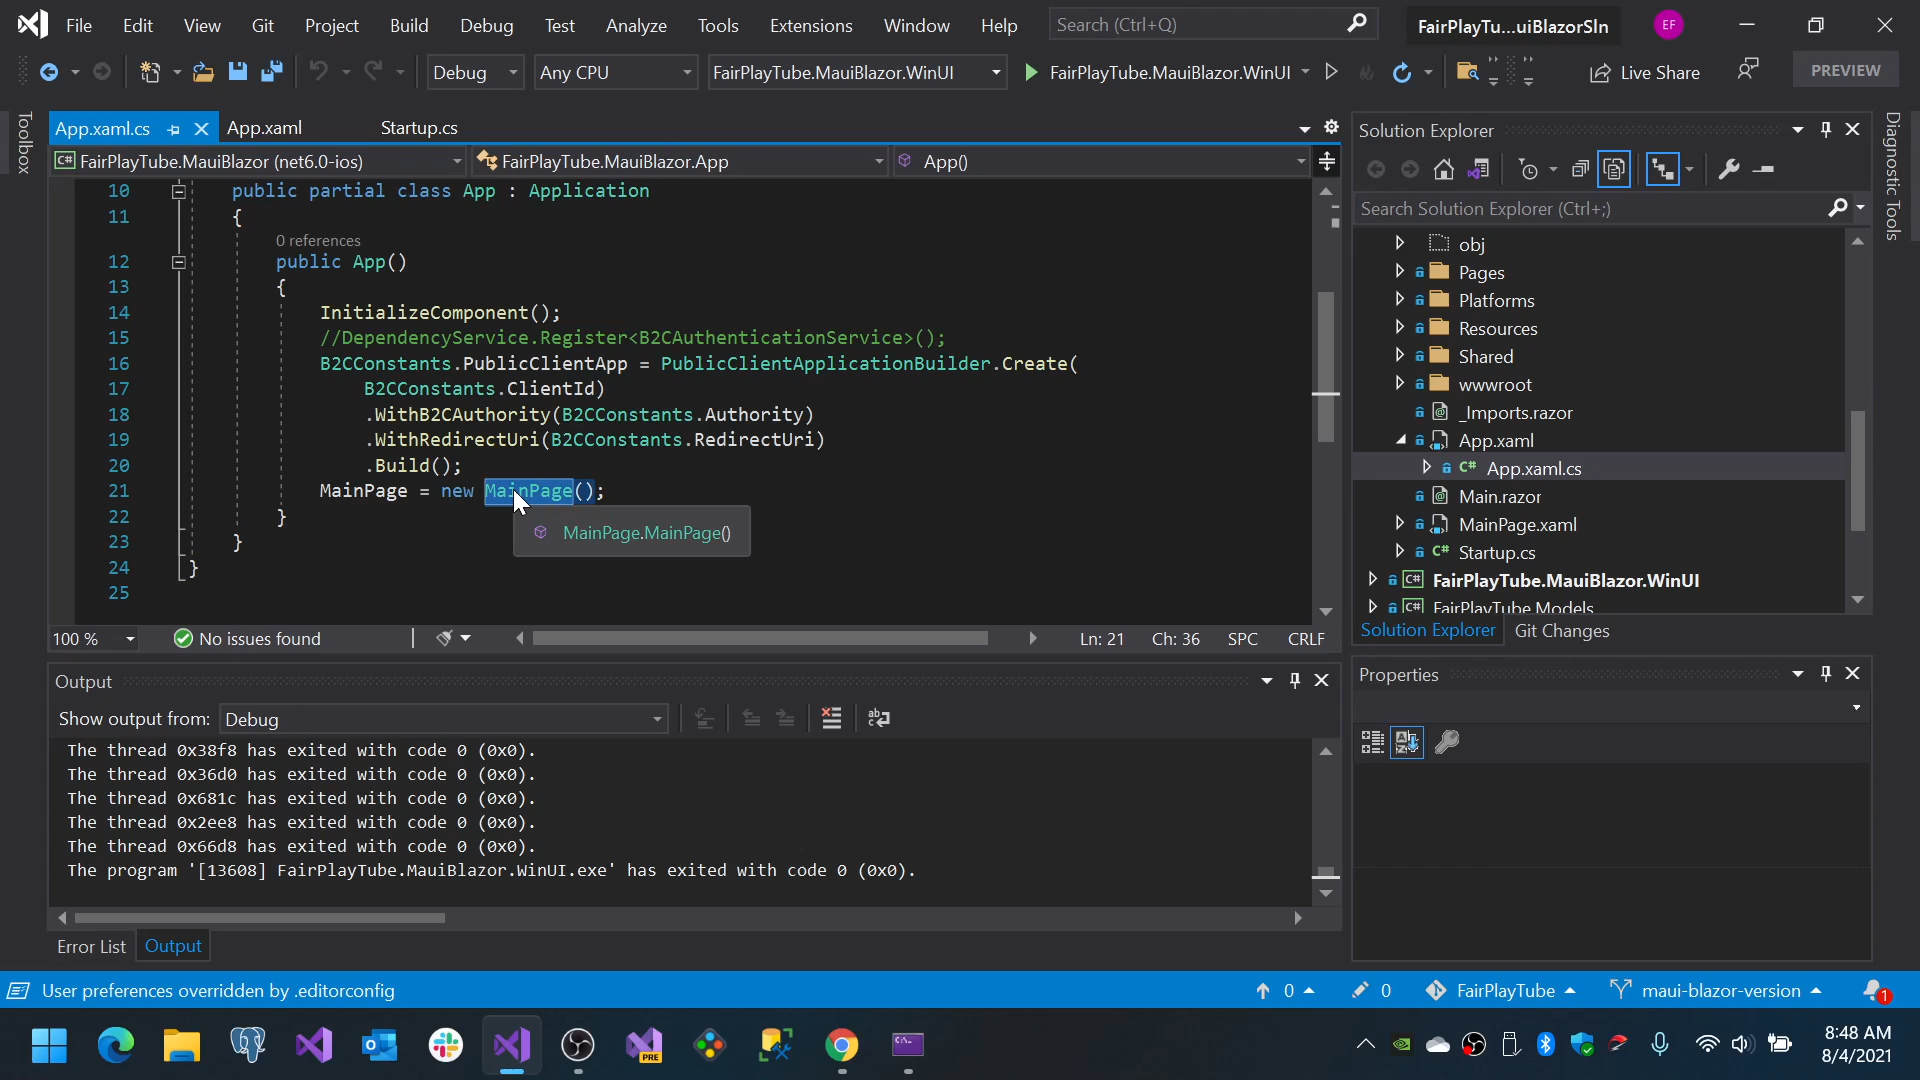 File Edit View Git Project Build Debug Test Analyze Tools Extensions Window Help Search (Ctrl+Q) FairPlayTu...uiBlazorSln EF
Debug Any CPU FairPlayTube.MauiBlazor.WinUI FairPlayTube.MauiBlazor.WinUI Live Share PREVIEW
Toolbox
App.xaml.cs App.xaml Startup.cs
FairPlayTube.MauiBlazor (net6.0-ios) FairPlayTube.MauiBlazor.App App()
10 public partial class App : Application
11 {
0 references
12 public App()
13 {
14 InitializeComponent();
15 //DependencyService.Register<B2CAuthenticationService>();
16 B2CConstants.PublicClientApp = PublicClientApplicationBuilder.Create(
17 B2CConstants.ClientId)
18 .WithB2CAuthority(B2CConstants.Authority)
19 .WithRedirectUri(B2CConstants.RedirectUri)
20 .Build();
21 MainPage = new MainPage();
22 }
MainPage.MainPage()
23 }
24 }
25
100 % No issues found Ln: 21 Ch: 36 SPC CRLF
Output
Show output from: Debug
The thread 0x38f8 has exited with code 0 (0x0).
The thread 0x36d0 has exited with code 0 (0x0).
The thread 0x681c has exited with code 0 (0x0).
The thread 0x2ee8 has exited with code 0 (0x0).
The thread 0x66d8 has exited with code 0 (0x0).
The program '[13608] FairPlayTube.MauiBlazor.WinUI.exe' has exited with code 0 (0x0).
Error List Output
Solution Explorer
Search Solution Explorer (Ctrl+;)
obj
Pages
Platforms
Resources
Shared
wwwroot
_Imports.razor
App.xaml
C# App.xaml.cs
Main.razor
MainPage.xaml
C# Startup.cs
C# FairPlayTube.MauiBlazor.WinUI
C# FairPlayTube.Models
Solution Explorer Git Changes
Properties
Diagnostic Tools
User preferences overridden by .editorconfig 0 0 FairPlayTube maui-blazor-version 1
PRE
8:48 AM
8/4/2021